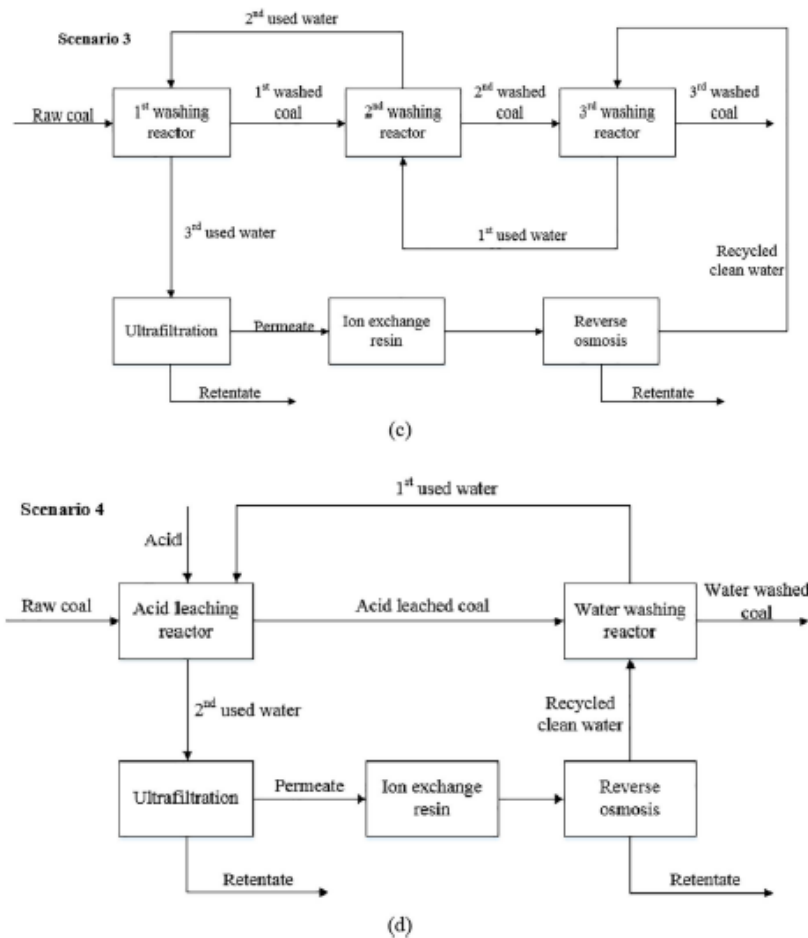 2nd used water
Scenario 3
Raw coal
1st washing
reactor
1st washed
coal
2nd washing
reactor
2nd washed
coal
3rd washing
reactor
3rd washed
coal
3rd used water
1st used water
Recycled
clean water
Ultrafiltration
Permeate
Ion exchange
resin
Reverse
osmosis
Retentate
Retentate
(c)
1st used water
Scenario 4
Acid
Raw coal
Acid leaching
reactor
Acid leached coal
Water washing
reactor
Water washed
coal
2nd used water
Recycled
clean water
Ultrafiltration
Permeate
Ion exchange
resin
Reverse
osmosis
Retentate
Retentate
(d)